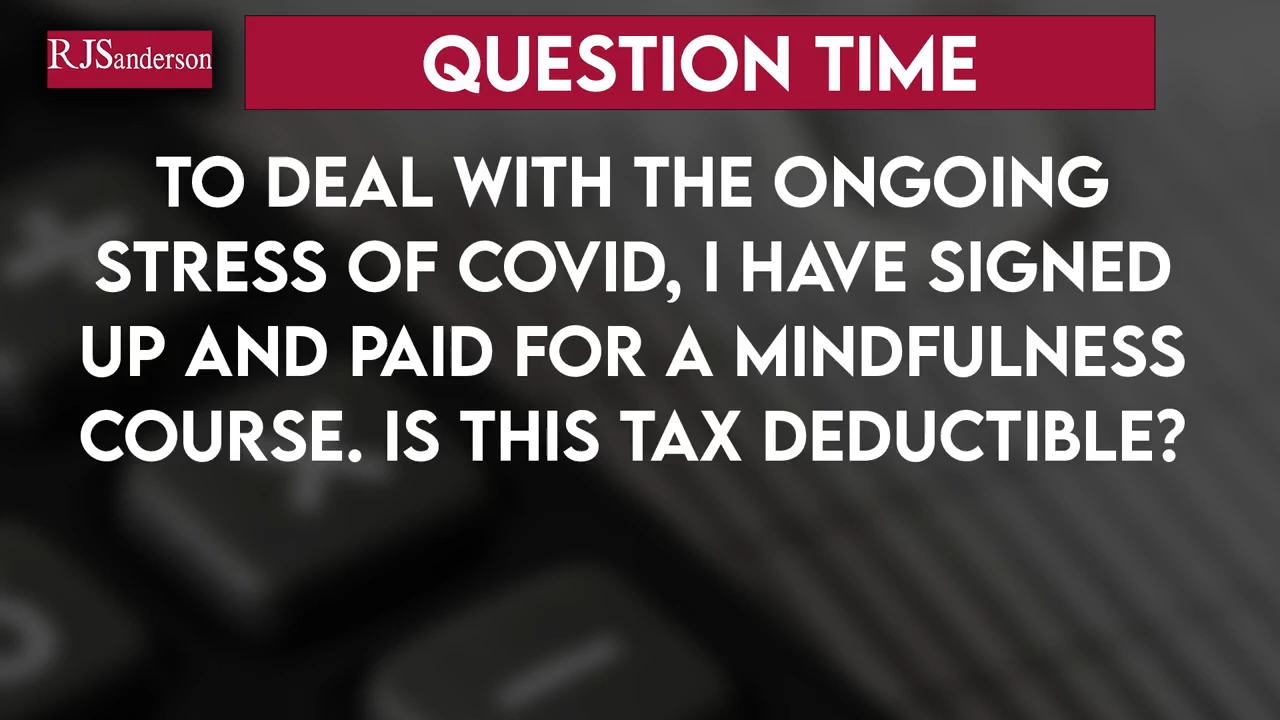 RJSanderson
QUESTION TIME
TO DEAL WITH THE ONGOING
STRESS OF COVID, I HAVE SIGNED
UP AND PAID FOR A MINDFULNESS
COURSE. IS THIS TAX DEDUCTIBLE?